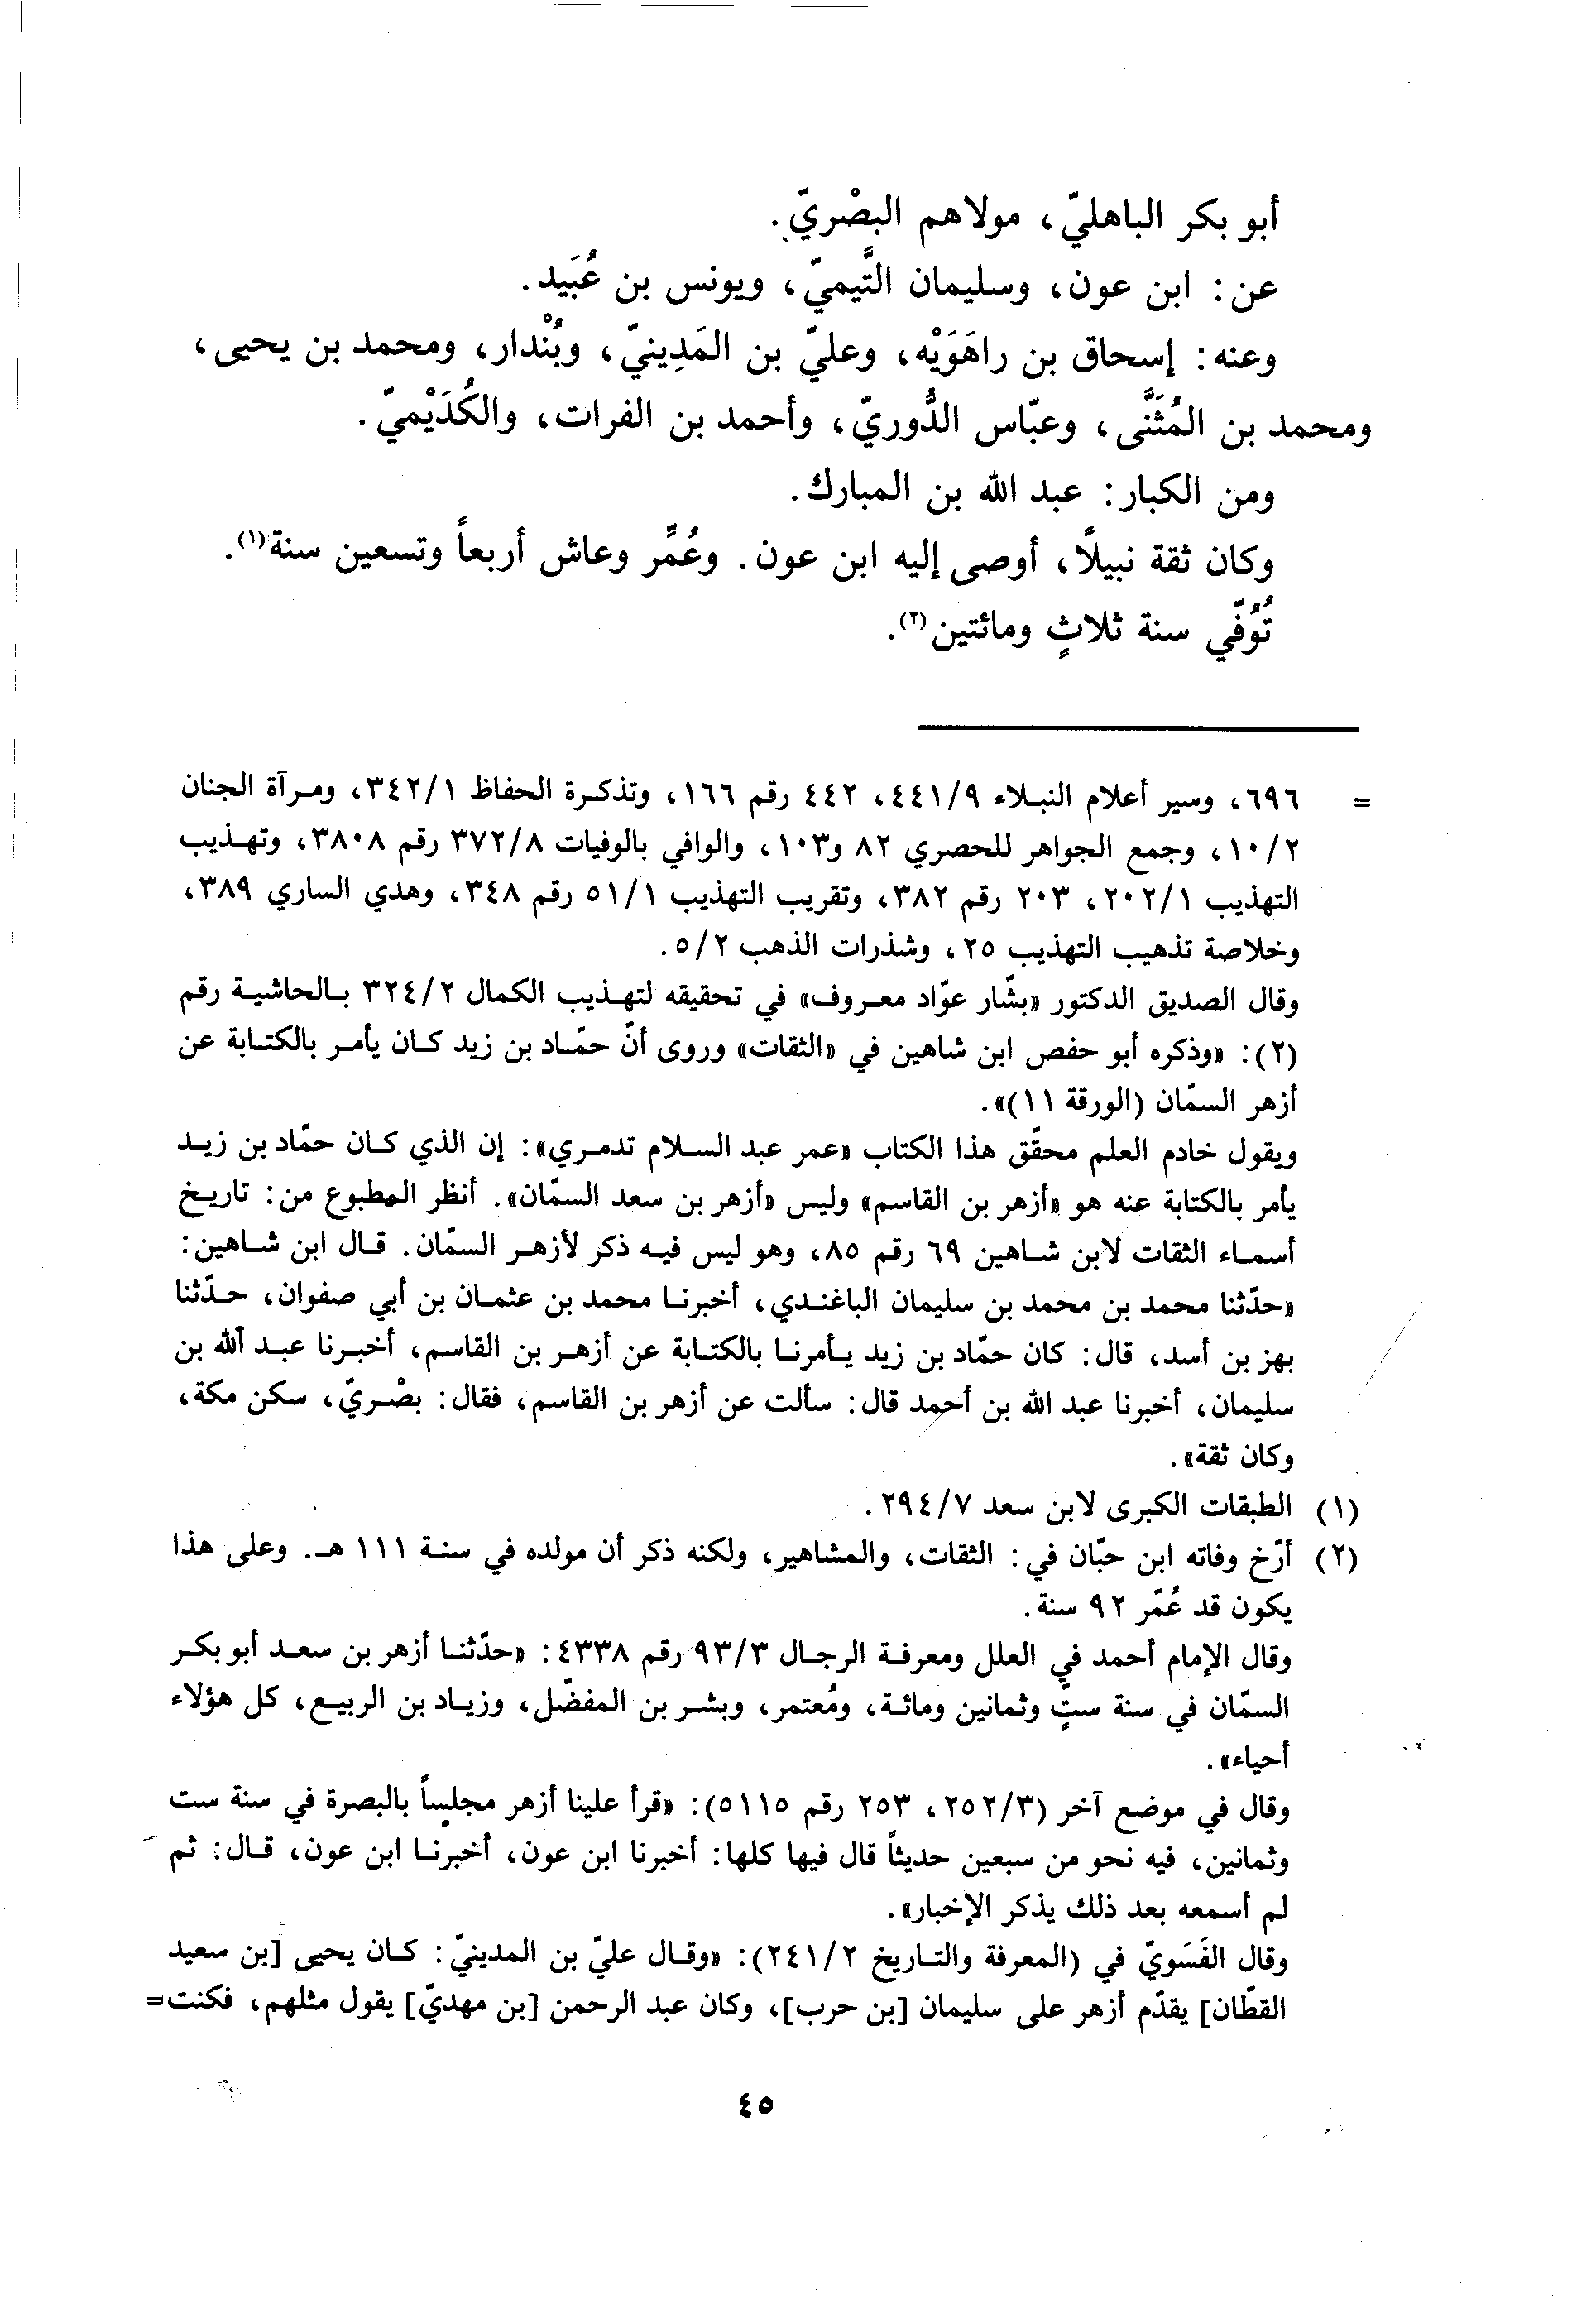 أبو بكر الباهليّ، مولاهم البصْريّ.
عن: ابن عون، وسليمان التَّيميّ، ويونس بن عُبَيد.
وعنه: إسحاق بن راهَوَيْه، وعليّ بن المَدِينيّ، وبُنْدار، ومحمد بن يحيى،
ومحمد بن المُثَنَّى، وعبّاس الدُّوريّ، وأحمد بن الفرات، والكُدَيْميّ.
ومن الكبار: عبد الله بن المبارك.
وكان ثقة نبيلًا، أوصى إليه ابن عون. وعُمِّر وعاش أربعاً وتسعين سنة(١).
تُوُفّي سنة ثلاثٍ ومائتين(٢).
= ٦٩٦، وسير أعلام النبلاء ٤٤١/٩، ٤٤٢ رقم ١٦٦، وتذكرة الحفاظ ٣٤٢/١، ومرآة الجنان
١٠/٢، وجمع الجواهر للحصري ٨٢ و١٠٣، والوافي بالوفيات ٣٧٢/٨ رقم ٣٨٠٨، وتهذيب
التهذيب ٢٠٢/١، ٢٠٣ رقم ٣٨٢، وتقريب التهذيب ٥١/١ رقم ٣٤٨، وهدي الساري ٣٨٩،
وخلاصة تذهيب التهذيب ٢٥، وشذرات الذهب ٥/٢.
وقال الصديق الدكتور «بشّار عوّاد معروف» في تحقيقه لتهذيب الكمال ٣٢٤/٢ بالحاشية رقم
(٢): «وذكره أبو حفص ابن شاهين في «الثقات» وروى أنّ حمّاد بن زيد كان يأمر بالكتابة عن
أزهر السمّان (الورقة ١١)».
ويقول خادم العلم محقّق هذا الكتاب «عمر عبد السلام تدمري»: إن الذي كان حمّاد بن زيد
يأمر بالكتابة عنه هو «أزهر بن القاسم» وليس «أزهر بن سعد السمّان». أنظر المطبوع من: تاريخ
أسماء الثقات لابن شاهين ٦٩ رقم ٨٥، وهو ليس فيه ذكر لأزهر السمّان. قال ابن شاهين:
«حدّثنا محمد بن محمد بن سليمان الباغندي، أخبرنا محمد بن عثمان بن أبي صفوان، حدّثنا
بهز بن أسد، قال: كان حمّاد بن زيد يأمرنا بالكتابة عن أزهر بن القاسم، أخبرنا عبد الله بن
سليمان، أخبرنا عبد الله بن أحمد قال: سألت عن أزهر بن القاسم، فقال: بصْريّ، سكن مكة،
وكان ثقة».
(١) الطبقات الكبرى لابن سعد ٢٩٤/٧.
(٢) أرّخ وفاته ابن حبّان في: الثقات، والمشاهير، ولكنه ذكر أن مولده في سنة ١١١ هـ. وعلى هذا
يكون قد عُمّر ٩٢ سنة.
وقال الإمام أحمد في العلل ومعرفة الرجال ٩٣/٣ رقم ٤٣٣٨: «حدّثنا أزهر بن سعد أبو بكر
السمّان في سنة ستٍّ وثمانين ومائة، ومُعتمر، وبشر بن المفضّل، وزياد بن الربيع، كل هؤلاء
أحياء».
وقال في موضع آخر (٢٥٢/٣، ٢٥٣ رقم ٥١١٥): «قرأ علينا أزهر مجلساً بالبصرة في سنة ست
وثمانين، فيه نحو من سبعين حديثاً قال فيها كلها: أخبرنا ابن عون، أخبرنا ابن عون، قال: ثم
لم أسمعه بعد ذلك يذكر الإخبار».
وقال الفَسَويّ في (المعرفة والتاريخ ٢٤١/٢): «وقال عليّ بن المدينيّ: كان يحيى [بن سعيد
القطّان] يقدّم أزهر على سليمان [بن حرب]، وكان عبد الرحمن [بن مهديّ] يقول مثلهم، فكنت=
٤٥